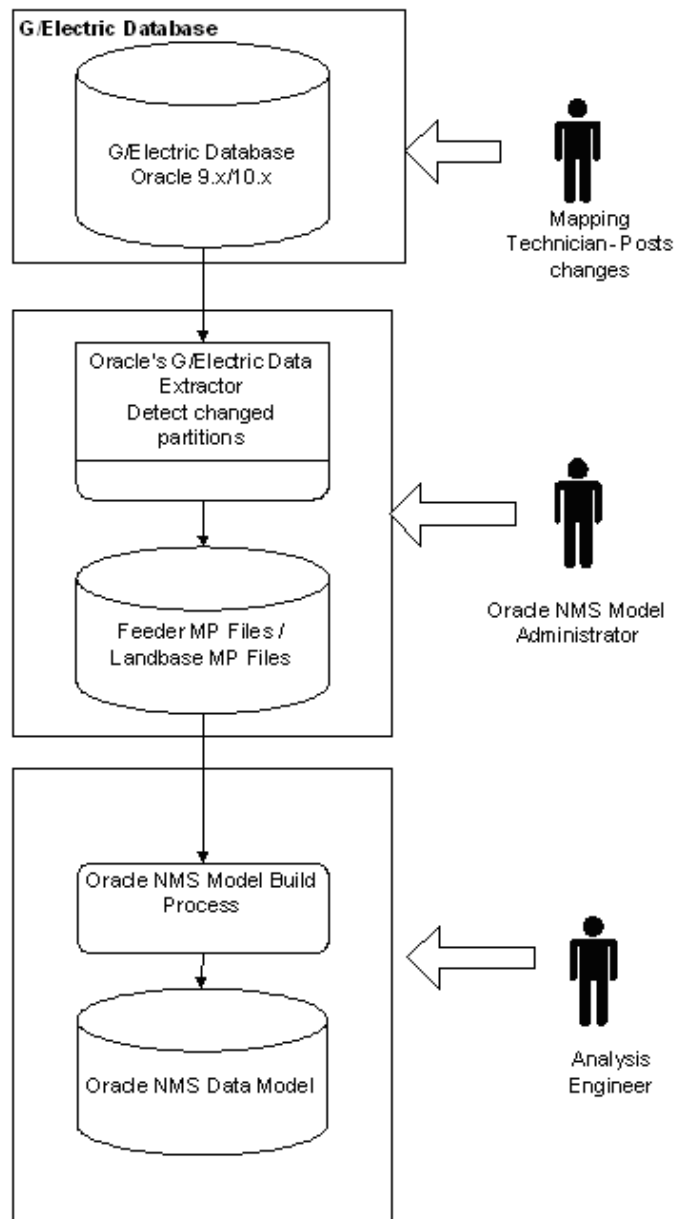 G/Electric Database
G/Electric Database
Oracle 9.x/10.x
Mapping
Technician- Posts
changes
Oracle's G/Electric Data
Extractor
Detect changed
partitions
Feeder MP Files /
Landbase MP Files
Oracle NMS Model
Administrator
Oracle NMS Model Build
Process
Oracle NMS Data Model
Analysis
Engineer